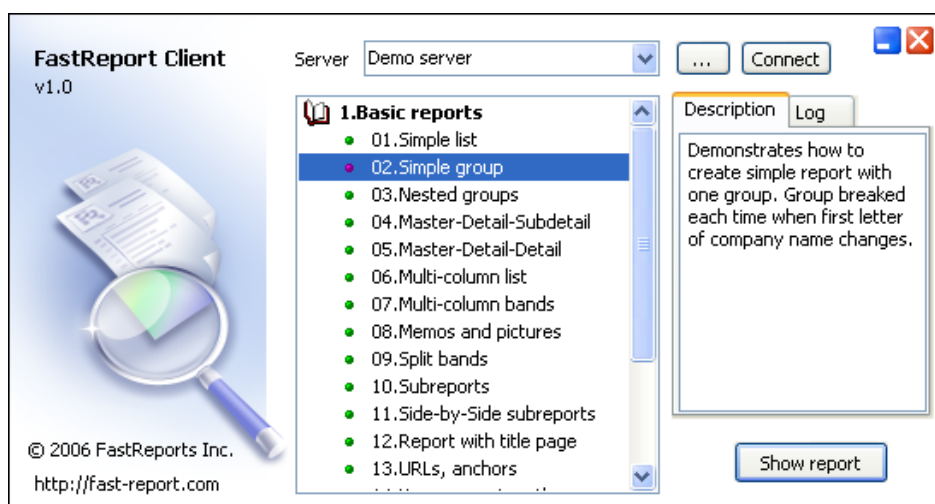 FastReport Client
v1.0
Server Demo server ... Connect
1.Basic reports
01.Simple list
02.Simple group
03.Nested groups
04.Master-Detail-Subdetail
05.Master-Detail-Detail
06.Multi-column list
07.Multi-column bands
08.Memos and pictures
09.Split bands
10.Subreports
11.Side-by-Side subreports
12.Report with title page
13.URLs, anchors
Description Log
Demonstrates how to
create simple report with
one group. Group breaked
each time when first letter
of company name changes.
Show report
© 2006 FastReports Inc.
http://fast-report.com